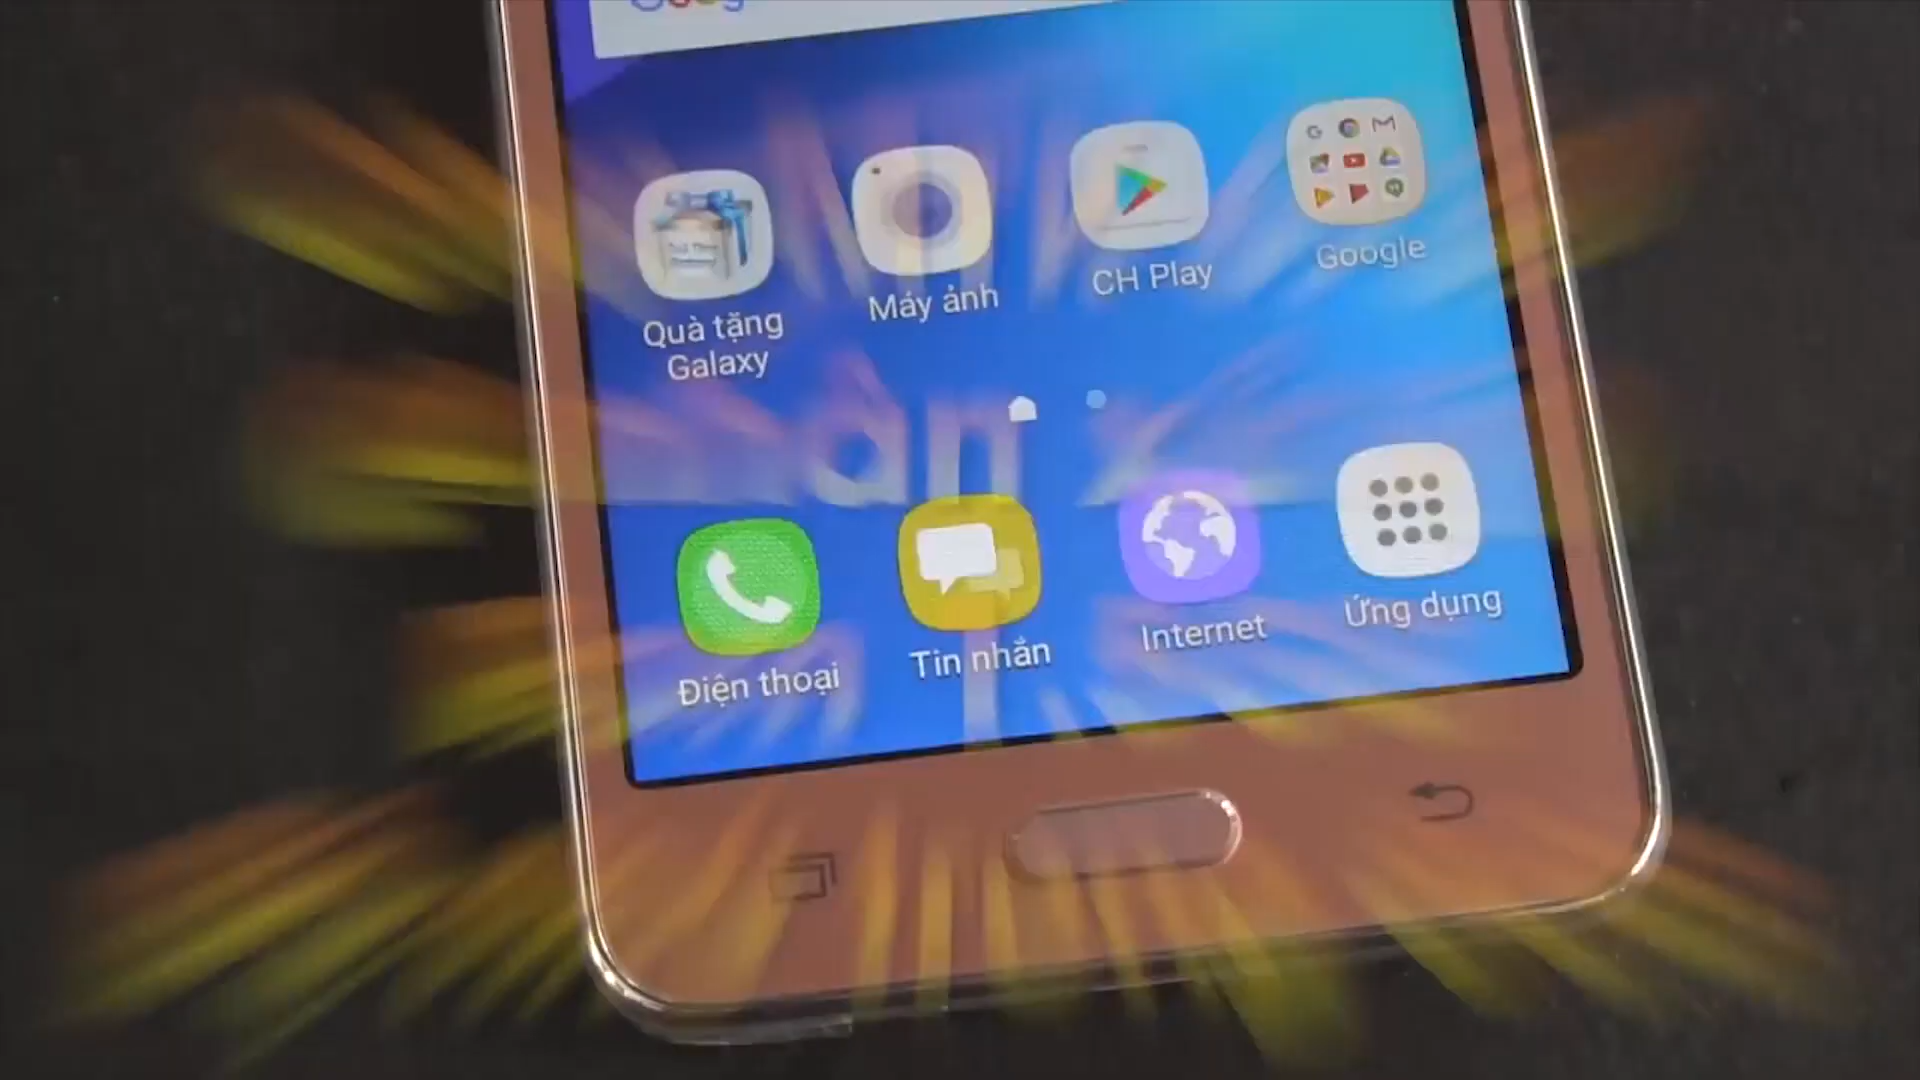 Quà tặng
Galaxy
Máy ảnh
CH Play
Google
Điện thoại
Tin nhắn
Internet
Ứng dụng